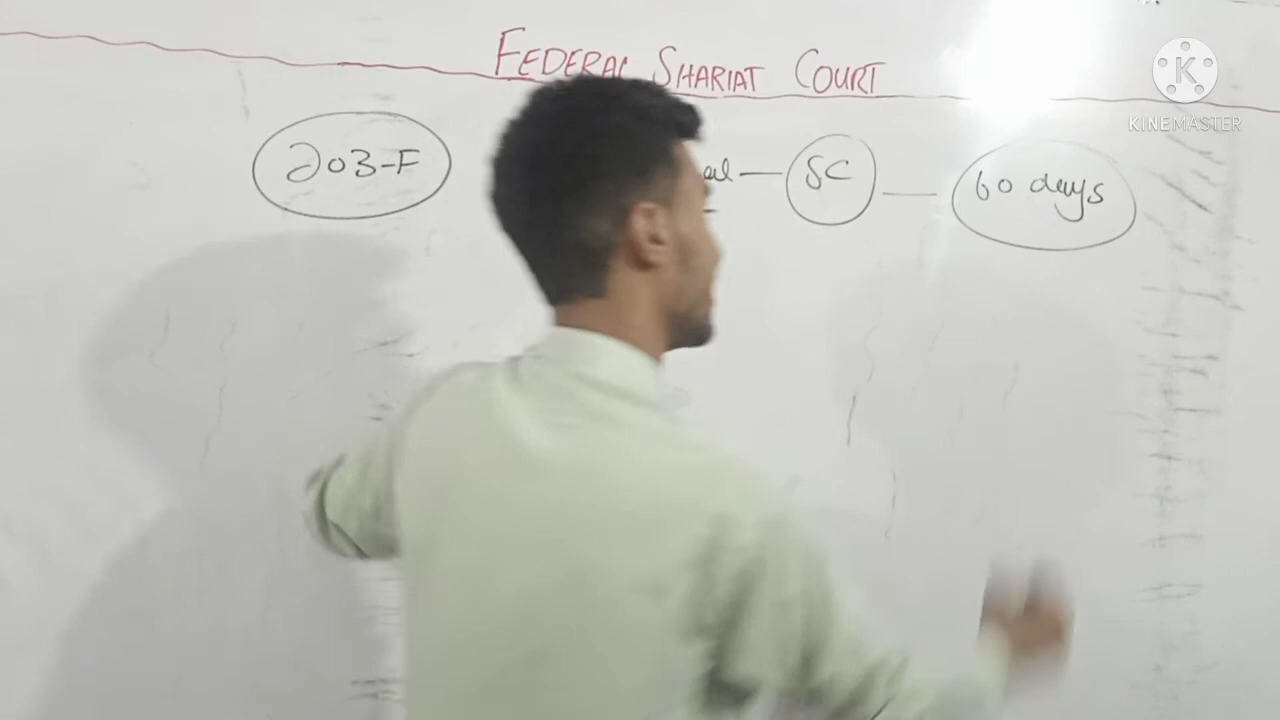 FEDERAL SHARIAT COURT
K
KINEMASTER
203-F — SC — 60 days